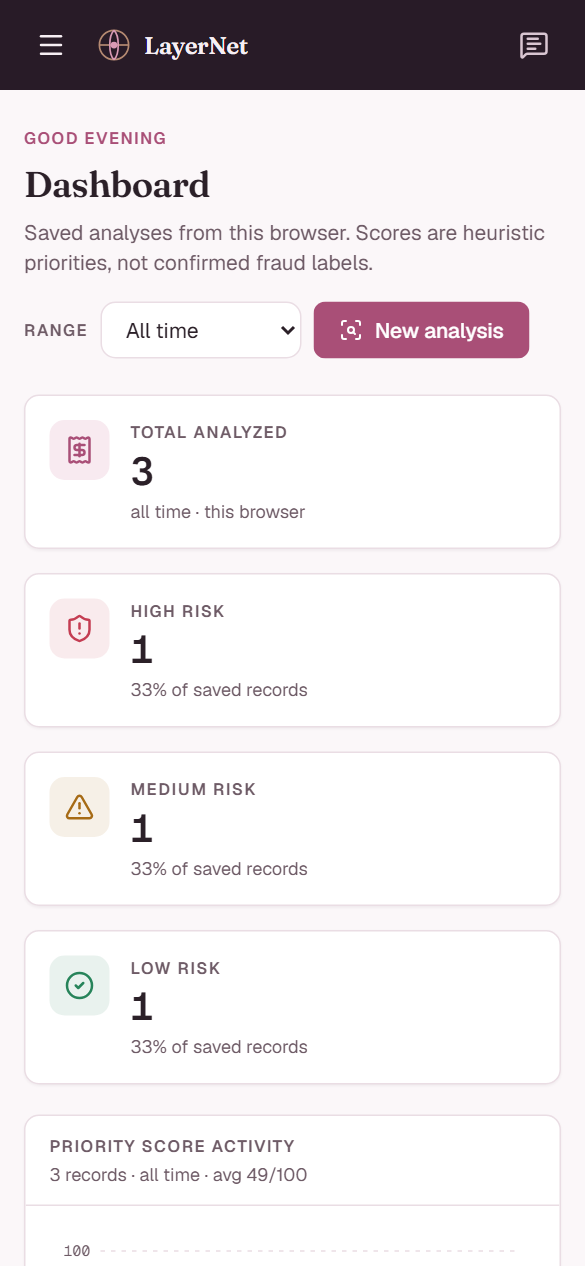 LayerNet
GOOD EVENING
Dashboard
Saved analyses from this browser. Scores are heuristic
priorities, not confirmed fraud labels.
RANGE
All time
New analysis
TOTAL ANALYZED
3
all time · this browser
HIGH RISK
1
33% of saved records
MEDIUM RISK
1
33% of saved records
LOW RISK
1
33% of saved records
PRIORITY SCORE ACTIVITY
3 records · all time · avg 49/100
100